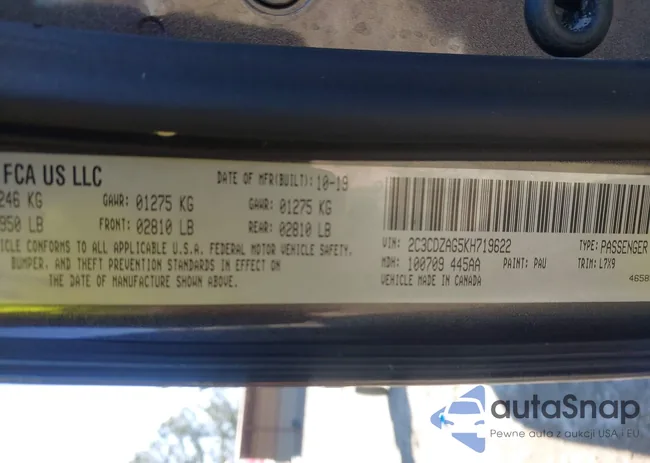 FCA US LLC
DATE OF MFR(BUILT): 10-19
246 KG GAWR: 01275 KG GAWR: 01275 KG
950 LB FRONT: 02810 LB REAR: 02810 LB
VEHICLE CONFORMS TO ALL APPLICABLE U.S.A. FEDERAL MOTOR VEHICLE SAFETY,
BUMPER, AND THEFT PREVENTION STANDARDS IN EFFECT ON
THE DATE OF MANUFACTURE SHOWN ABOVE.
VIN: 2C3CDZAG5KH719622 TYPE: PASSENGER
MDH: 100709 445AA PAINT: PAU TRIM: L7X9
VEHICLE MADE IN CANADA
4658
autaSnap
Pewne auta z aukcji USA i EU